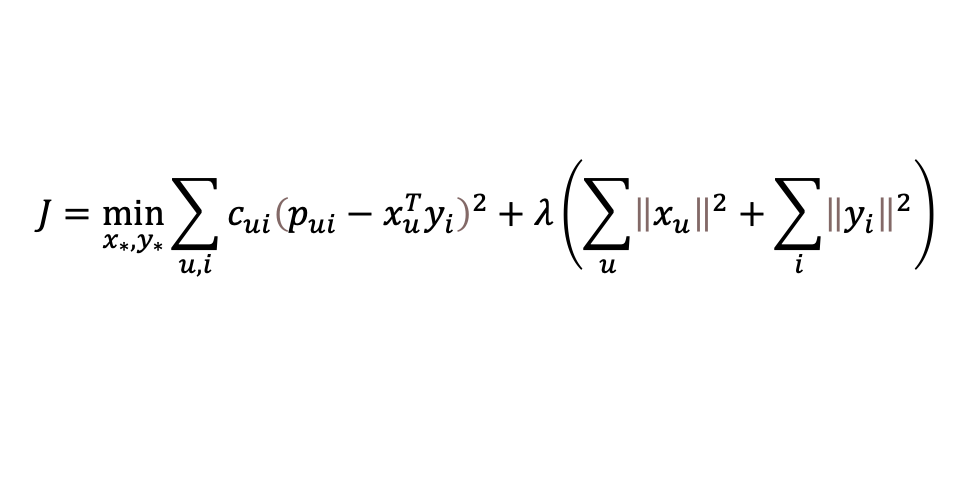 J = min_{x_*,y_*} ∑_{u,i} c_{ui}(p_{ui} − x_u^T y_i)^2 + λ(∑_u ‖x_u‖^2 + ∑_i ‖y_i‖^2)